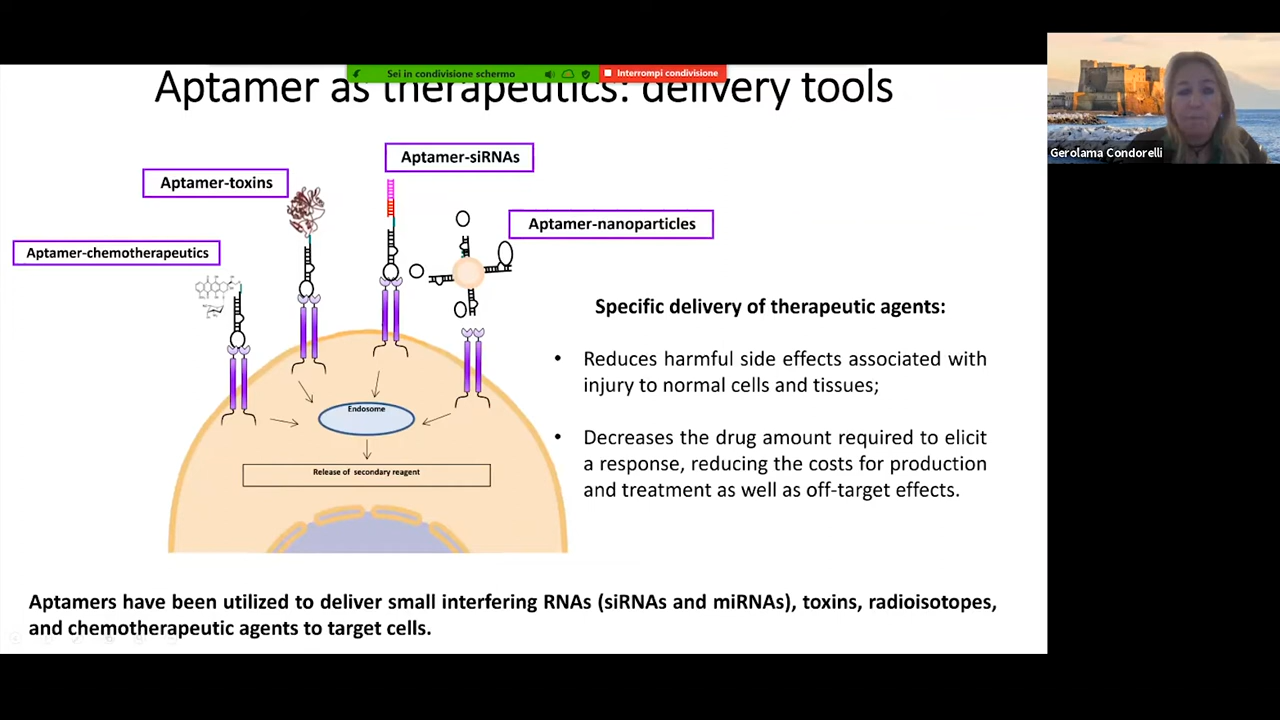 Sei in condivisione schermo
Interrompi condivisione
Aptamer as therapeutics: delivery tools
Gerolama Condorelli
Aptamer-siRNAs
Aptamer-toxins
Aptamer-nanoparticles
Aptamer-chemotherapeutics
Endosome
Release of secondary reagent
Specific delivery of therapeutic agents:
• Reduces harmful side effects associated with
injury to normal cells and tissues;
• Decreases the drug amount required to elicit
a response, reducing the costs for production
and treatment as well as off-target effects.
Aptamers have been utilized to deliver small interfering RNAs (siRNAs and miRNAs), toxins, radioisotopes,
and chemotherapeutic agents to target cells.